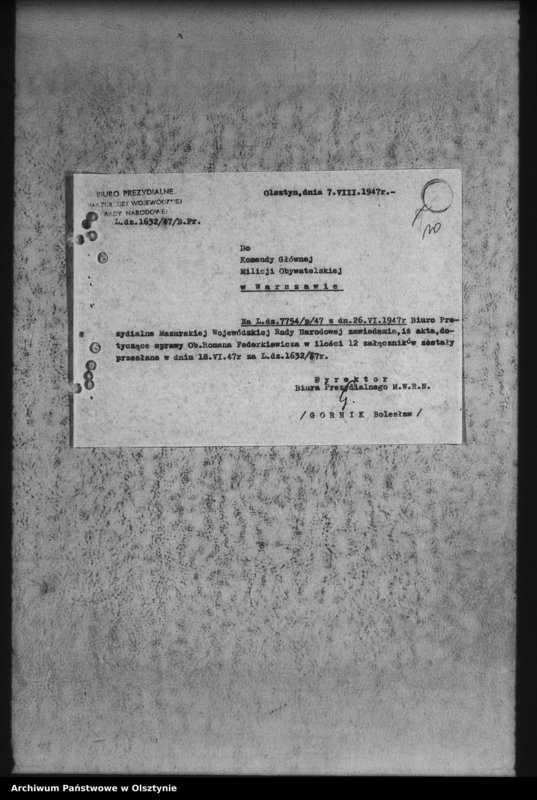 BIURO PREZYDIALNE
MAZURSKIEJ WOJEWÓDZKIEJ
RADY NARODOWEJ
L.dz.1632/47/B.Pr.
Olsztyn,dnia 7.VIII.1947r.-
10
Do
Komendy Głównej
Milicji Obywatelskiej
w Warszawie
Na L.dz.7754/p/47 z dn.26.VI.1947r Biuro Pre-
zydialne Mazurskiej Wojewódzkiej Rady Narodowej zawiadamia,iż akta,do-
tyczące sprawy Ob.Romana Federkiewicza w ilości 12 załączników zostały
przesłane w dniu 18.VI.47r za L.dz.1632/47r.
Dyrektor
Biura Prezydialnego M.W.R.N.
/GORNIK Bolesław/
Archiwum Państwowe w Olsztynie